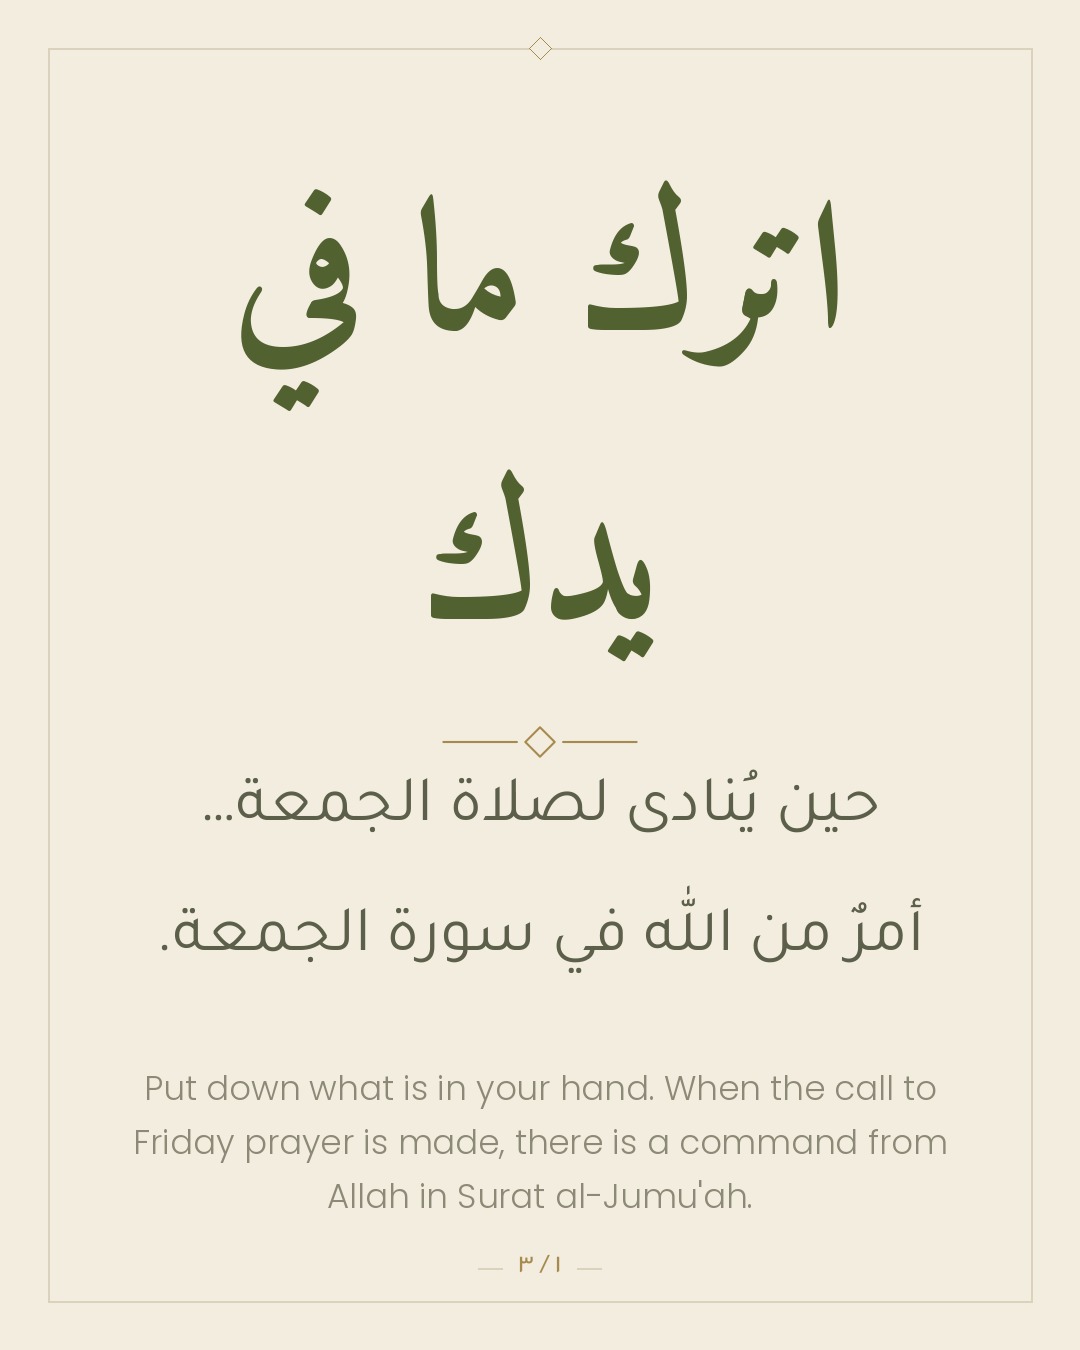 اترك ما في
يدك
حين يُنادى لصلاة الجمعة...
أمرٌ من اللّٰه في سورة الجمعة.
Put down what is in your hand. When the call to
Friday prayer is made, there is a command from
Allah in Surat al-Jumu'ah.
١/٣